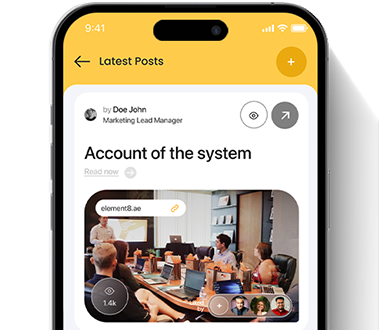 9:41
Latest Posts
+
by Doe John
Marketing Lead Manager
Account of the system
Read now
element8.ae
1.4k
by
+